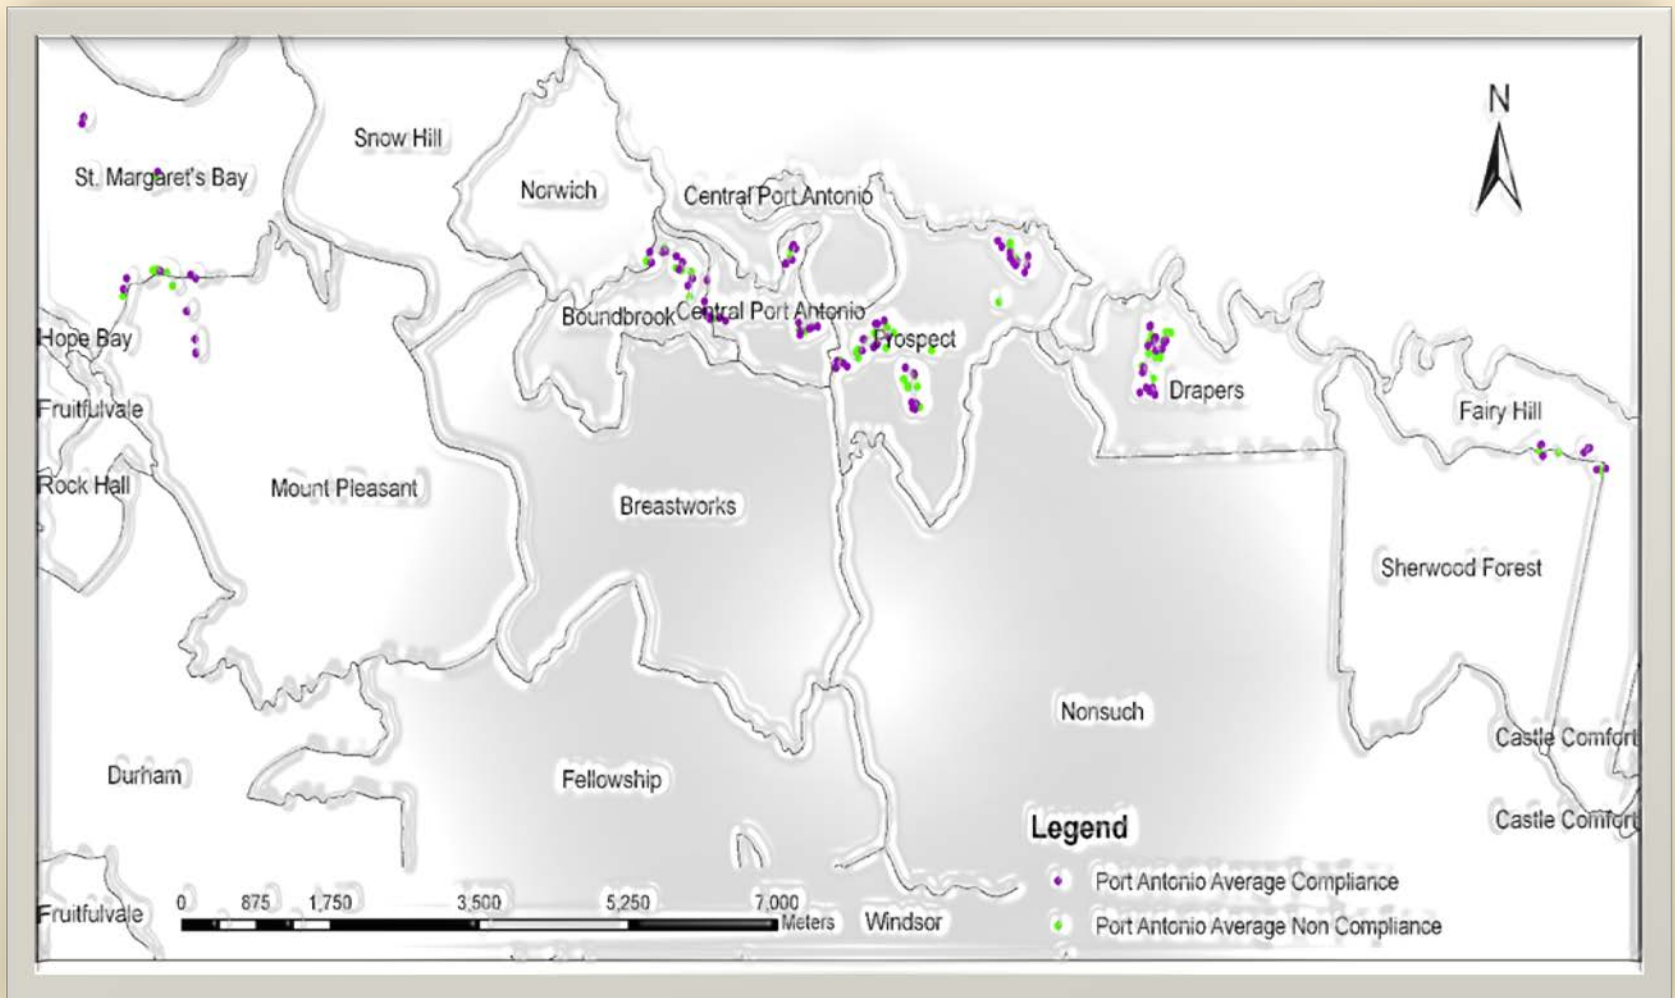 N
Snow Hill
St. Margaret's Bay
Norwich
Central Port Antonio
Boundbrook
Central Port Antonio
Hope Bay
Prospect
Drapers
Fruitfulvale
Fairy Hill
Rock Hall
Mount Pleasant
Breastworks
Sherwood Forest
Nonsuch
Castle Comfort
Durham
Fellowship
Castle Comfort
Legend
Port Antonio Average Compliance
Port Antonio Average Non Compliance
Fruitfulvale
0 875 1,750 3,500 5,250 7,000
Meters
Windsor